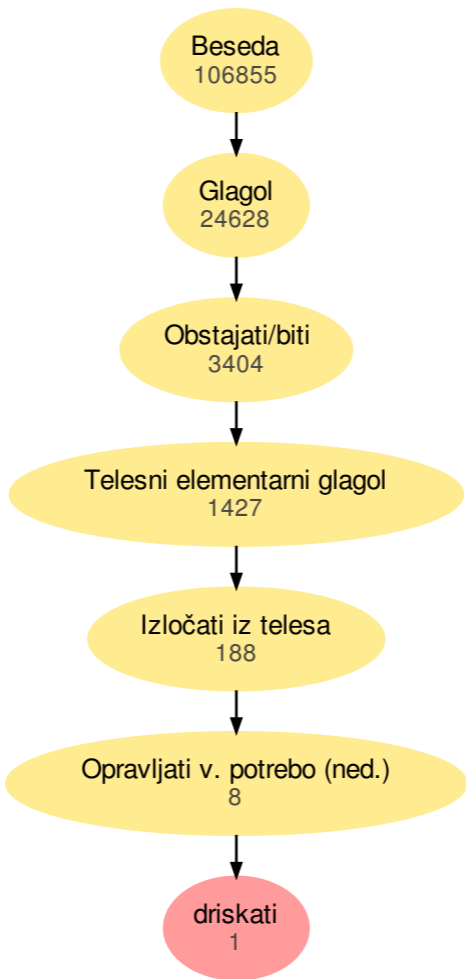 Beseda
106855
Glagol
24628
Obstajati/biti
3404
Telesni elementarni glagol
1427
Izločati iz telesa
188
Opravljati v. potrebo (ned.)
8
driskati
1